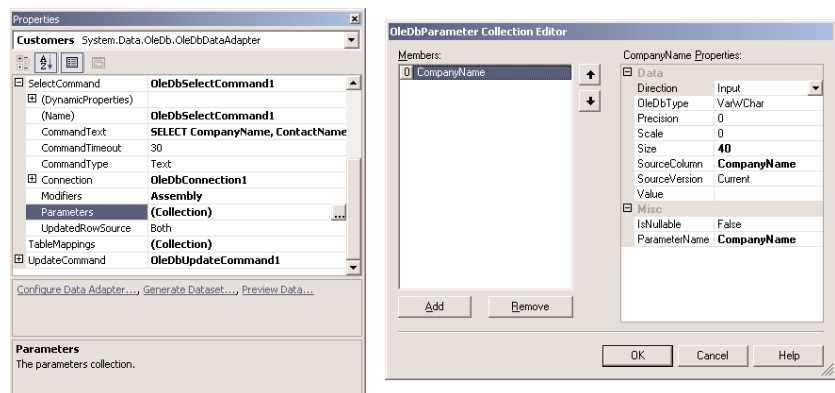 Properties
Customers System.Data.OleDb.OleDbDataAdapter
SelectCommand OleDbSelectCommand1
(DynamicProperties)
(Name) OleDbSelectCommand1
CommandText SELECT CompanyName, ContactName
CommandTimeout 30
CommandType Text
Connection OleDbConnection1
Modifiers Assembly
Parameters (Collection) ...
UpdatedRowSource Both
TableMappings (Collection)
UpdateCommand OleDbUpdateCommand1
Configure Data Adapter..., Generate Dataset..., Preview Data...
Parameters
The parameters collection.
OleDbParameter Collection Editor
Members:
0 CompanyName
Add Remove
CompanyName Properties:
Data
Direction Input
OleDbType VarWChar
Precision 0
Scale 0
Size 40
SourceColumn CompanyName
SourceVersion Current
Value
Misc
IsNullable False
ParameterName CompanyName
OK Cancel Help